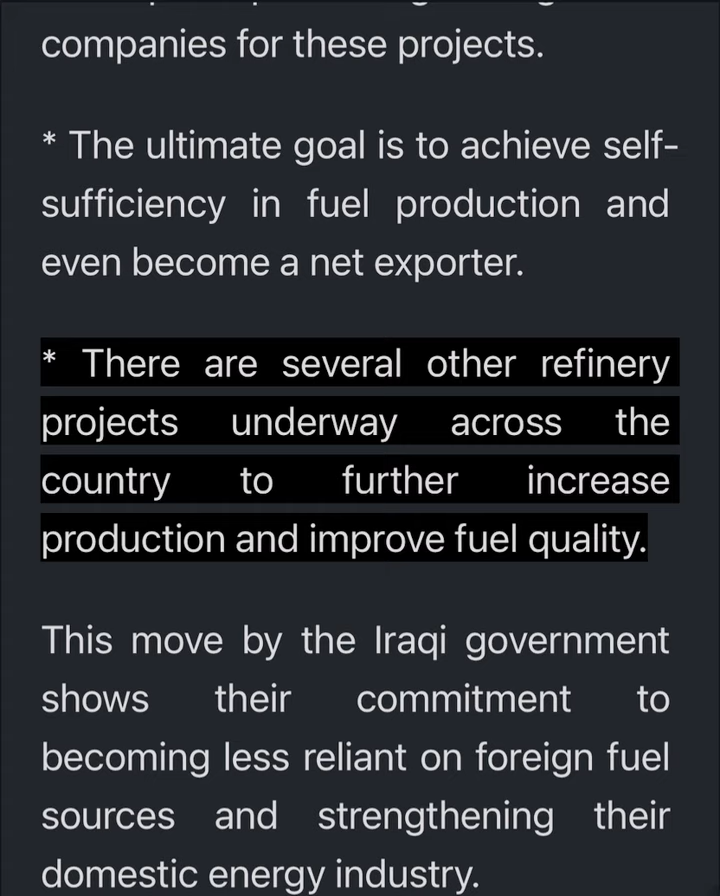 companies for these projects.
* The ultimate goal is to achieve self-
sufficiency in fuel production and
even become a net exporter.
* There are several other refinery
projects underway across the
country to further increase
production and improve fuel quality.
This move by the Iraqi government
shows their commitment to
becoming less reliant on foreign fuel
sources and strengthening their
domestic energy industry.